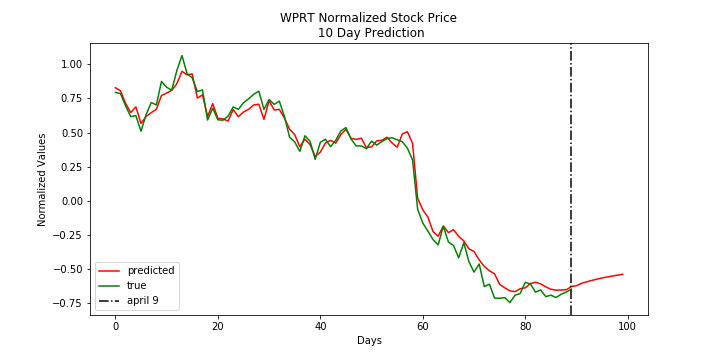 WPRT Normalized Stock Price
10 Day Prediction
Normalized Values
1.00
0.75
0.50
0.25
0.00
−0.25
−0.50
−0.75
predicted
true
april 9
0 20 40 60 80 100
Days